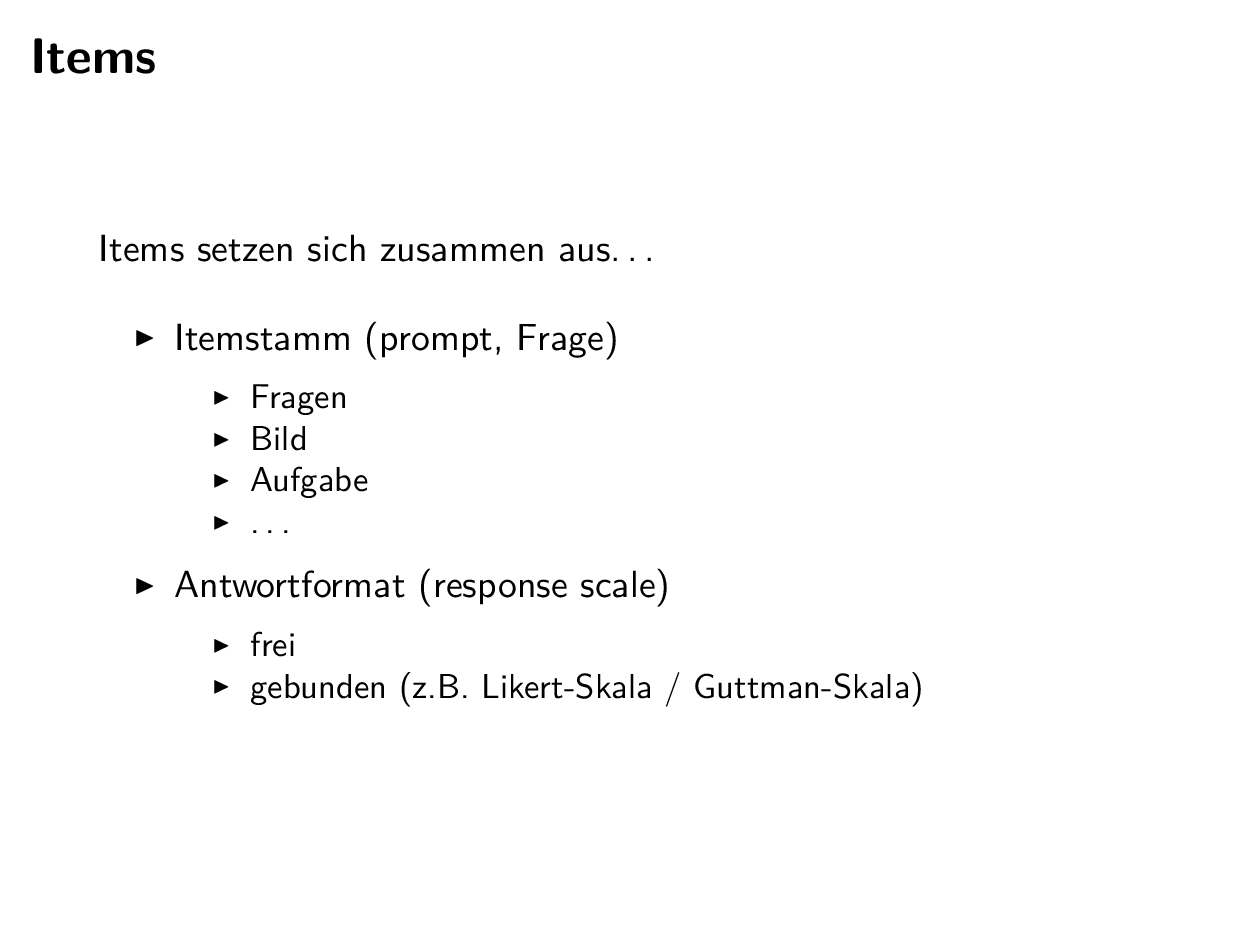 Items
Items setzen sich zusammen aus. . .
▶ Itemstamm (prompt, Frage)
▶ Fragen
▶ Bild
▶ Aufgabe
▶ . . .
▶ Antwortformat (response scale)
▶ frei
▶ gebunden (z.B. Likert-Skala / Guttman-Skala)